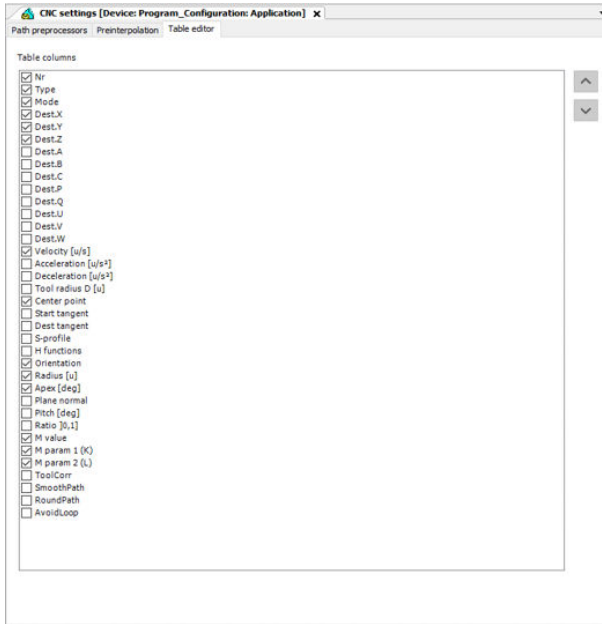 CNC settings [Device: Program_Configuration: Application] x
Path preprocessors Preinterpolation Table editor
Table columns
Nr
Type
Mode
Dest.X
Dest.Y
Dest.Z
Dest.A
Dest.B
Dest.C
Dest.P
Dest.Q
Dest.U
Dest.V
Dest.W
Velocity [u/s]
Acceleration [u/s²]
Deceleration [u/s²]
Tool radius D [u]
Center point
Start tangent
Dest tangent
S-profile
H functions
Orientation
Radius [u]
Apex [deg]
Plane normal
Pitch [deg]
Ratio ]0,1]
M value
M param 1 (K)
M param 2 (L)
ToolCorr
SmoothPath
RoundPath
AvoidLoop